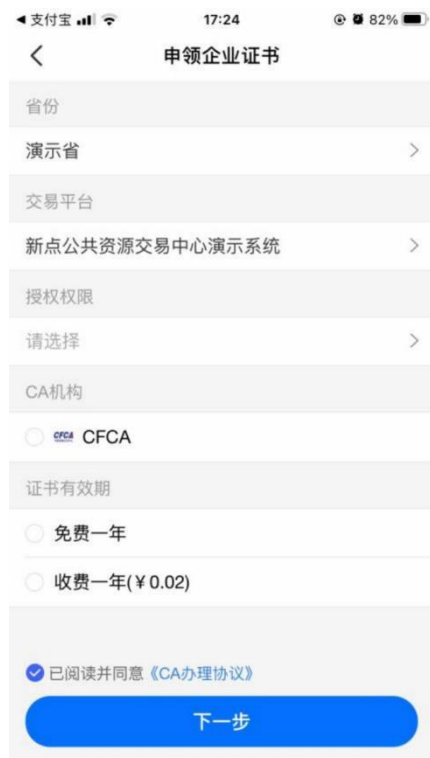 支付宝 17:24 82%
申领企业证书
省份
演示省
交易平台
新点公共资源交易中心演示系统
授权权限
请选择
CA机构
CFCA CFCA
证书有效期
免费一年
收费一年(￥0.02)
已阅读并同意《CA办理协议》
下一步